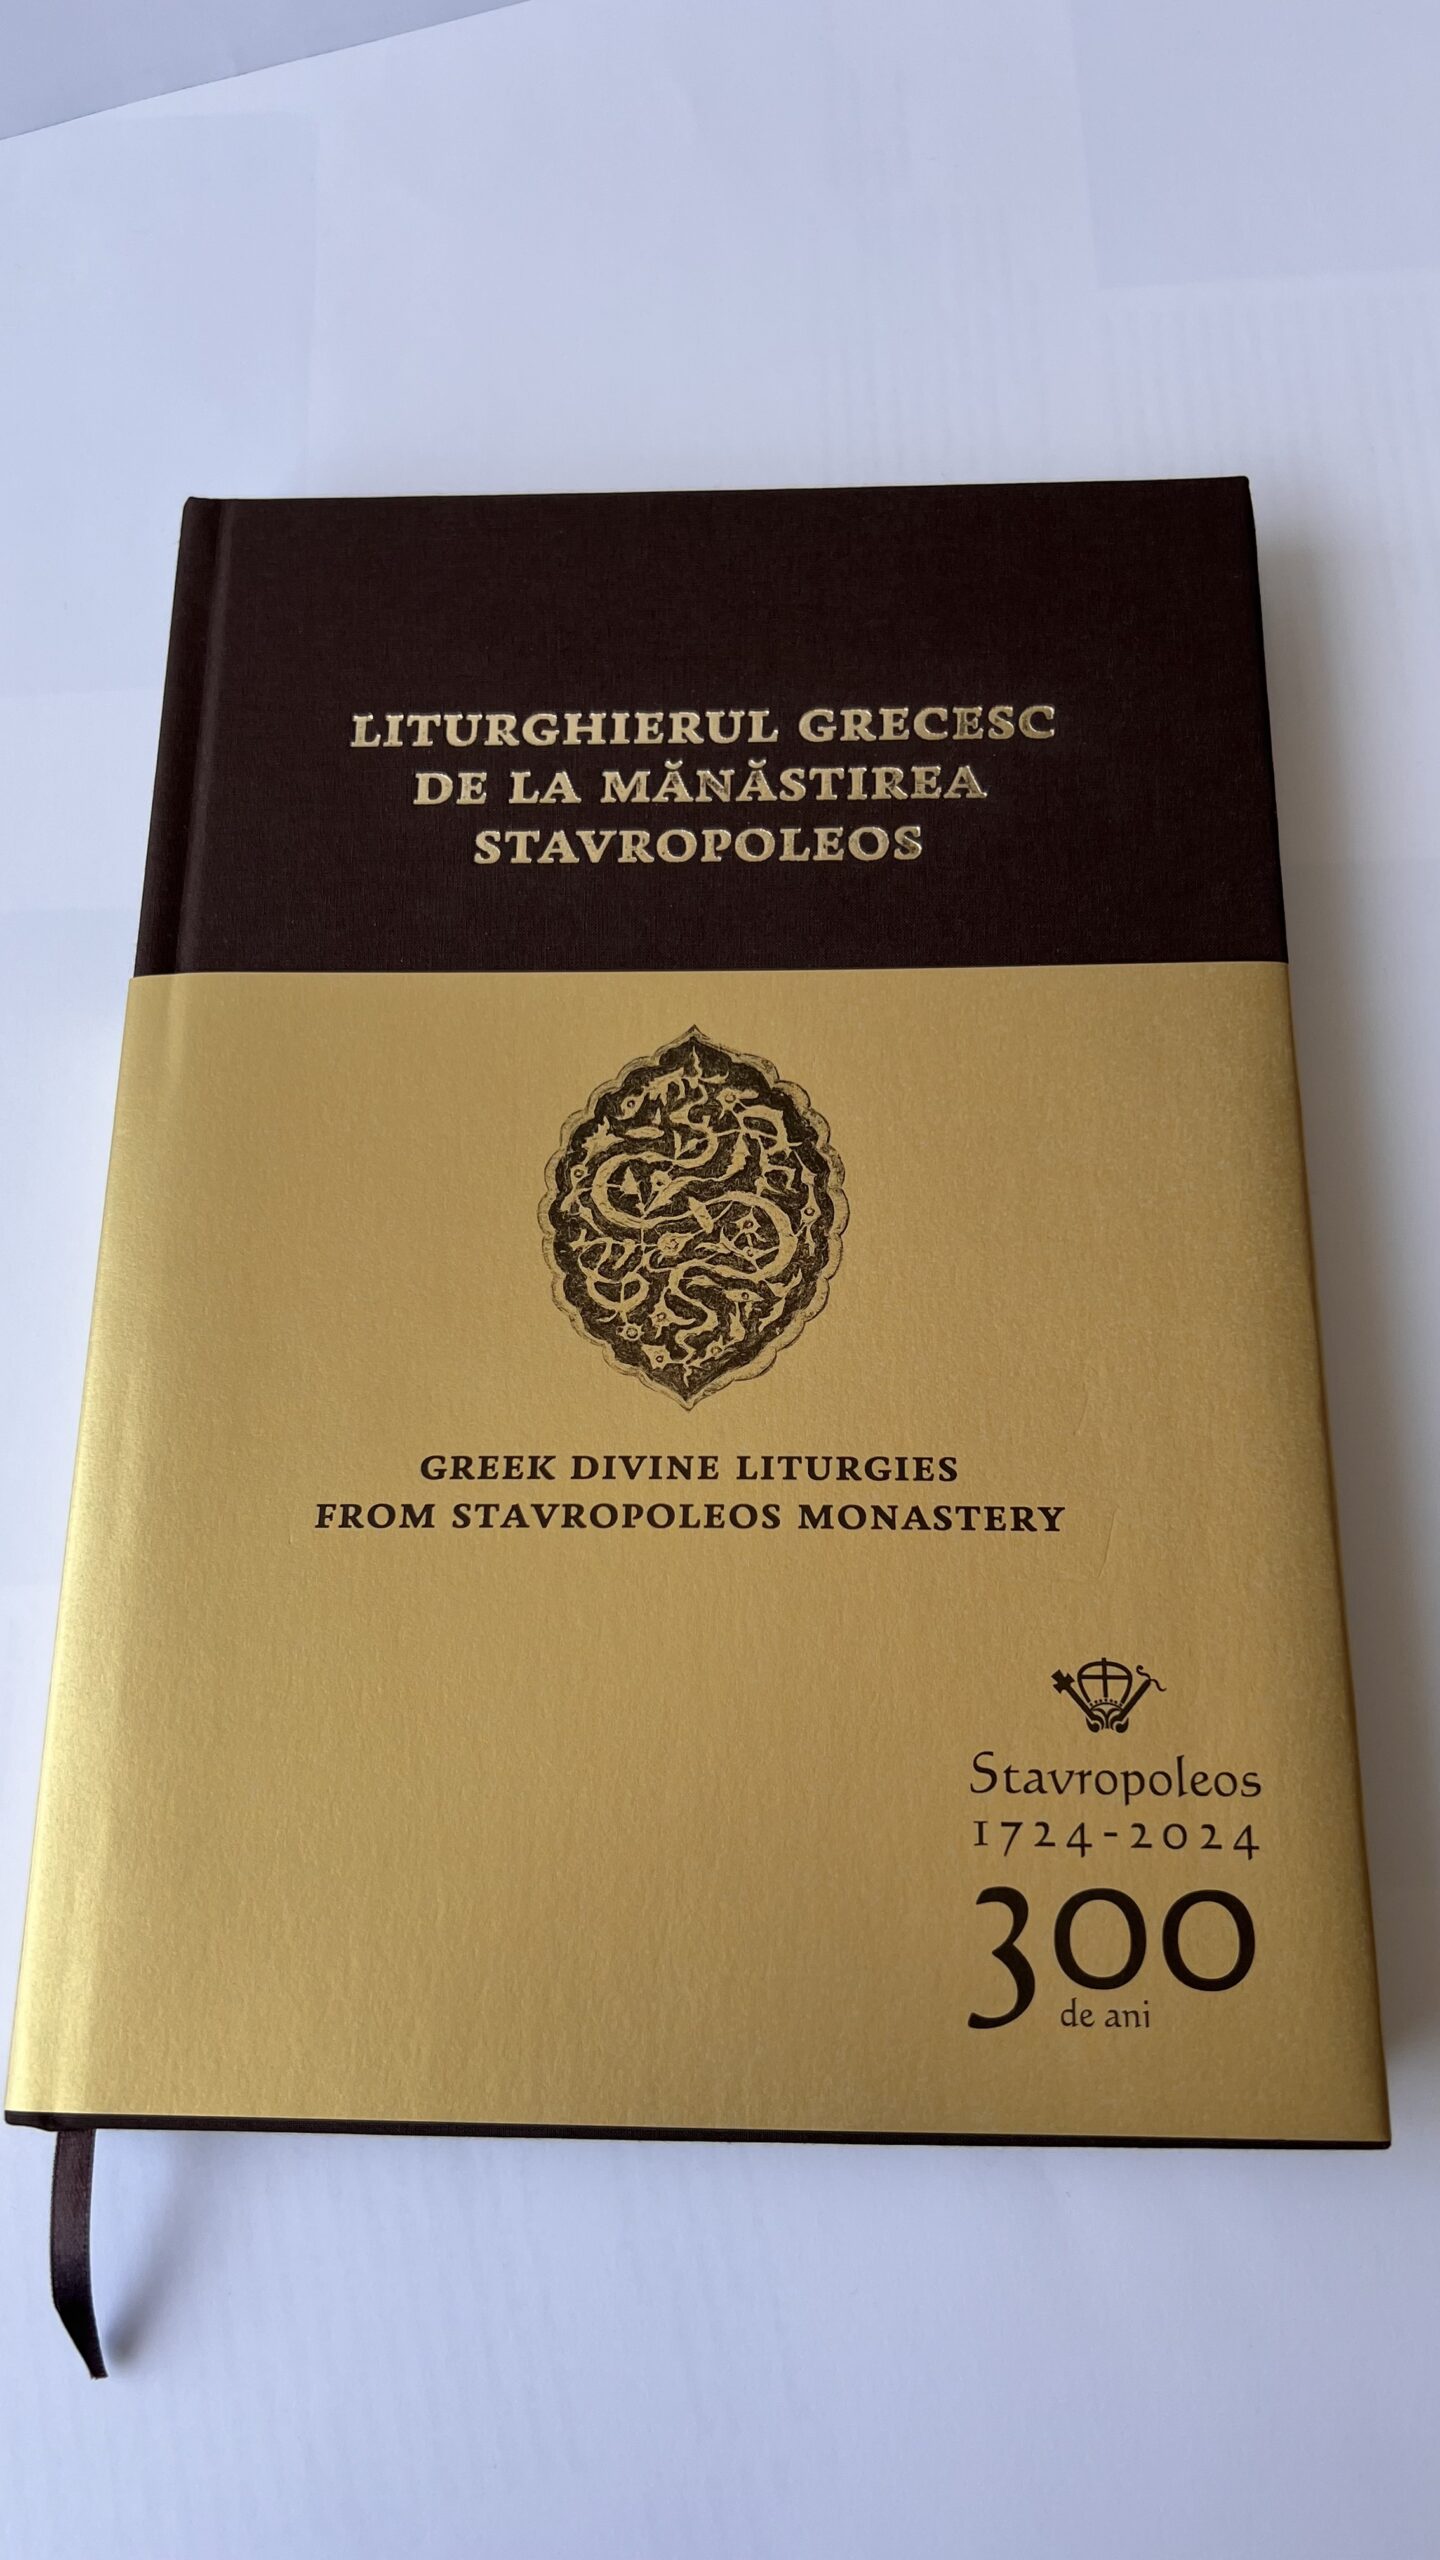 LITURGHIERUL GRECESC
DE LA MĂNĂSTIREA
STAVROPOLEOS
GREEK DIVINE LITURGIES
FROM STAVROPOLEOS MONASTERY
Stavropoleos
1724-2024
300
de ani